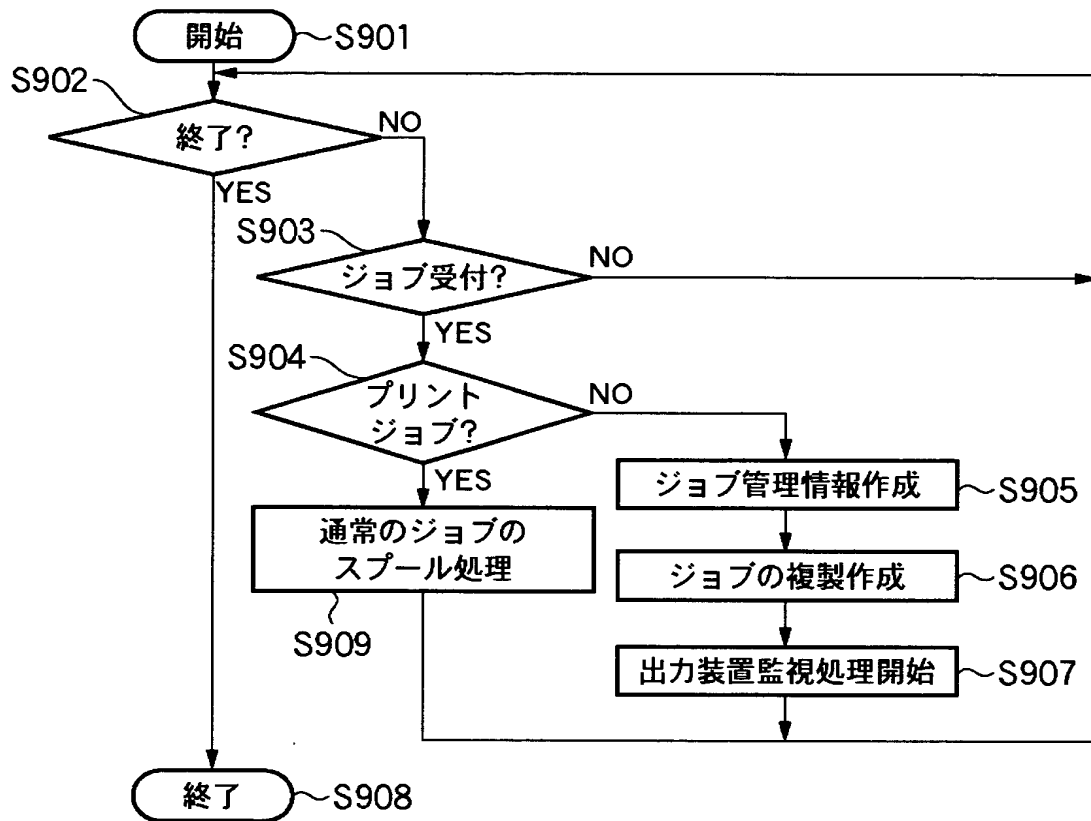 開始
S901
S902
終了?
NO
YES
S903
ジョブ受付?
NO
YES
S904
プリント
ジョブ?
NO
YES
ジョブ管理情報作成
S905
通常のジョブの
スプール処理
S909
ジョブの複製作成
S906
出力装置監視処理開始
S907
終了
S908